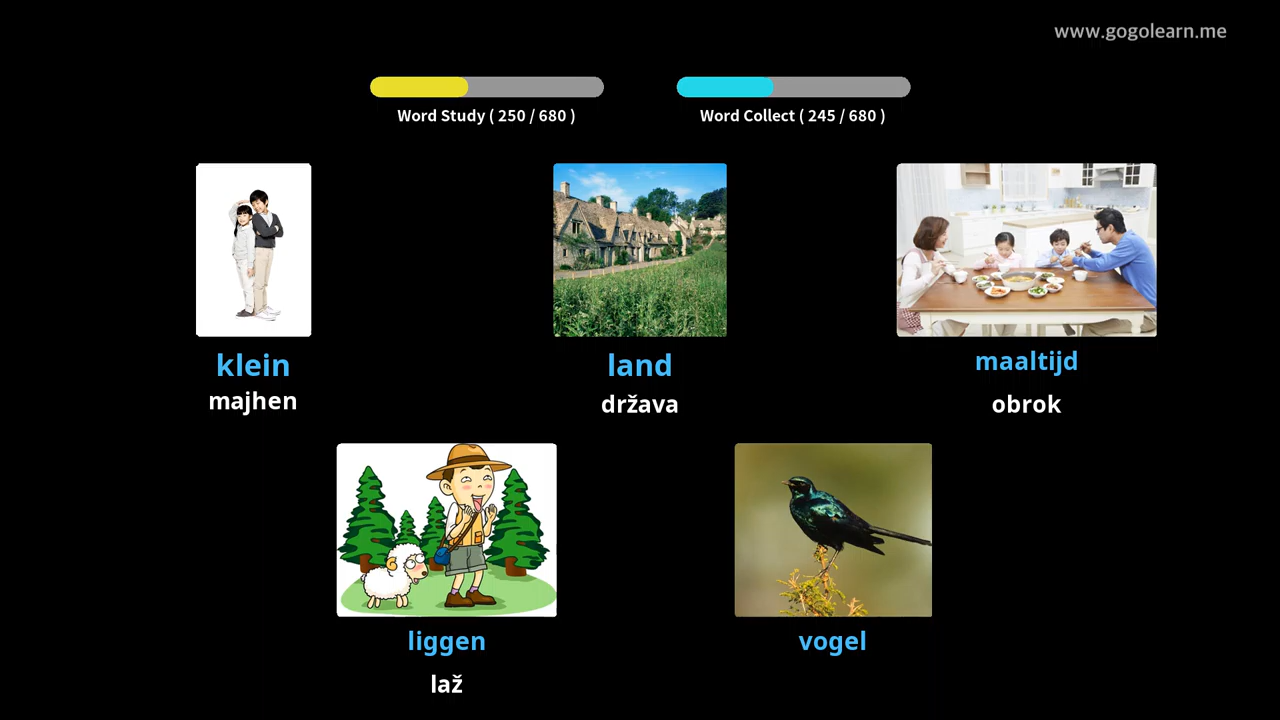 www.gogolearn.me
Word Study ( 250 / 680 )
Word Collect ( 245 / 680 )
klein
majhen
land
država
maaltijd
obrok
liggen
laž
vogel